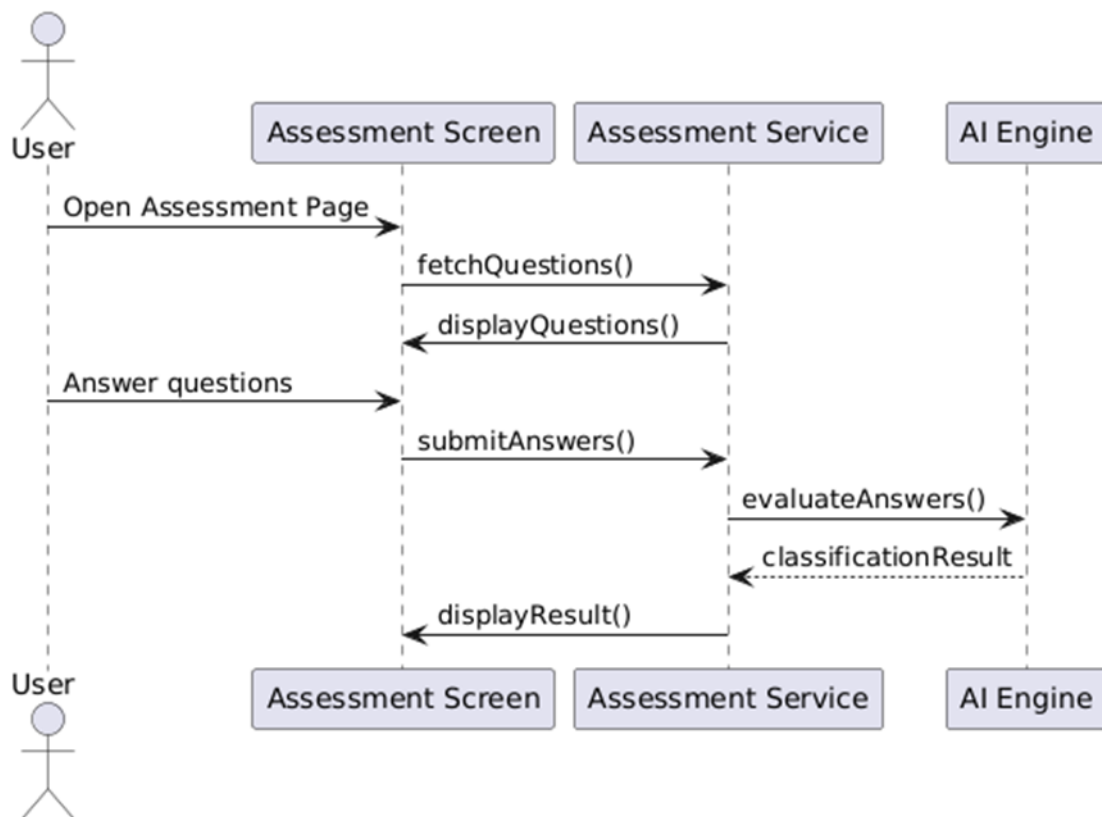 User
Assessment Screen
Assessment Service
AI Engine
Open Assessment Page
fetchQuestions()
displayQuestions()
Answer questions
submitAnswers()
evaluateAnswers()
classificationResult
displayResult()
User
Assessment Screen
Assessment Service
AI Engine